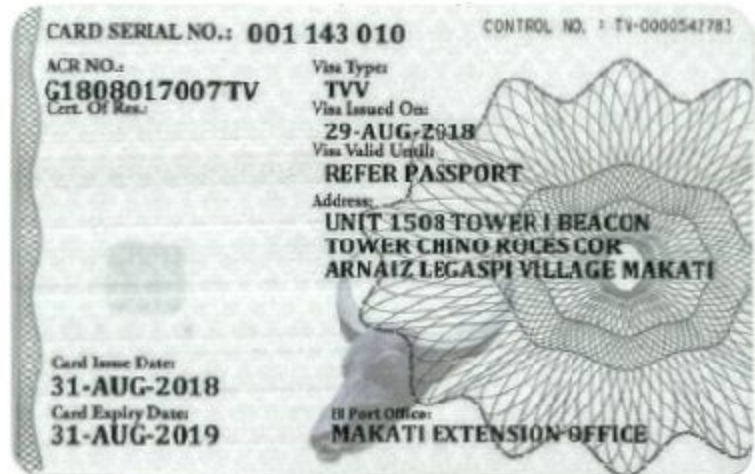 CARD SERIAL NO.: 001 143 010
CONTROL NO. : TV-0000547783
ACR NO.:
G1808017007TV
Cert. Of Res.:
Visa Type:
TVV
Visa Issued On:
29-AUG-2018
Visa Valid Until:
REFER PASSPORT
Address:
UNIT 1508 TOWER I BEACON
TOWER CHINO ROCES COR
ARNAIZ LEGASPI VILLAGE MAKATI
Card Issue Date:
31-AUG-2018
Card Expiry Date:
31-AUG-2019
BI Port Office:
MAKATI EXTENSION OFFICE